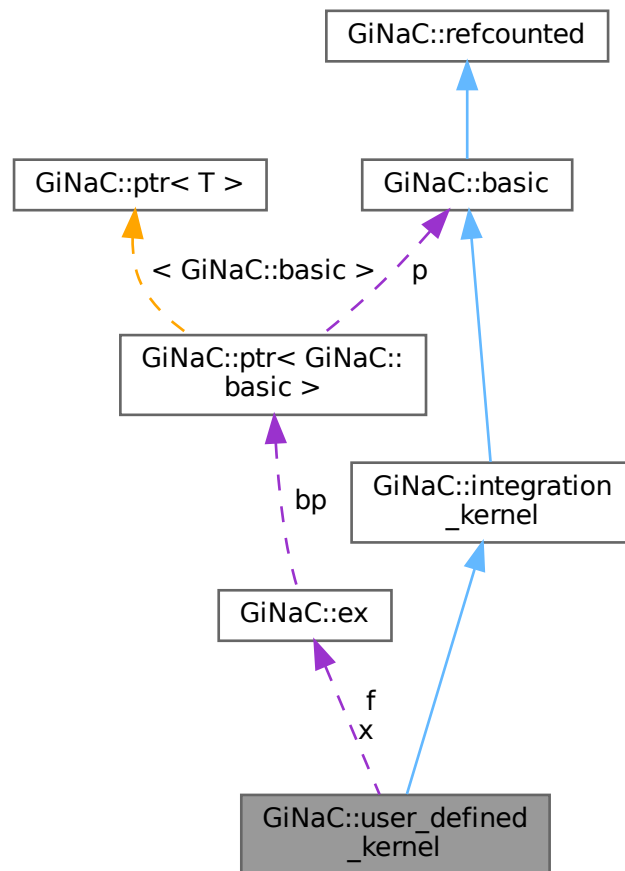 GiNaC::refcounted
GiNaC::ptr< T >
GiNaC::basic
< GiNaC::basic >
p
GiNaC::ptr< GiNaC::
basic >
GiNaC::integration
_kernel
bp
GiNaC::ex
f
x
GiNaC::user_defined
_kernel